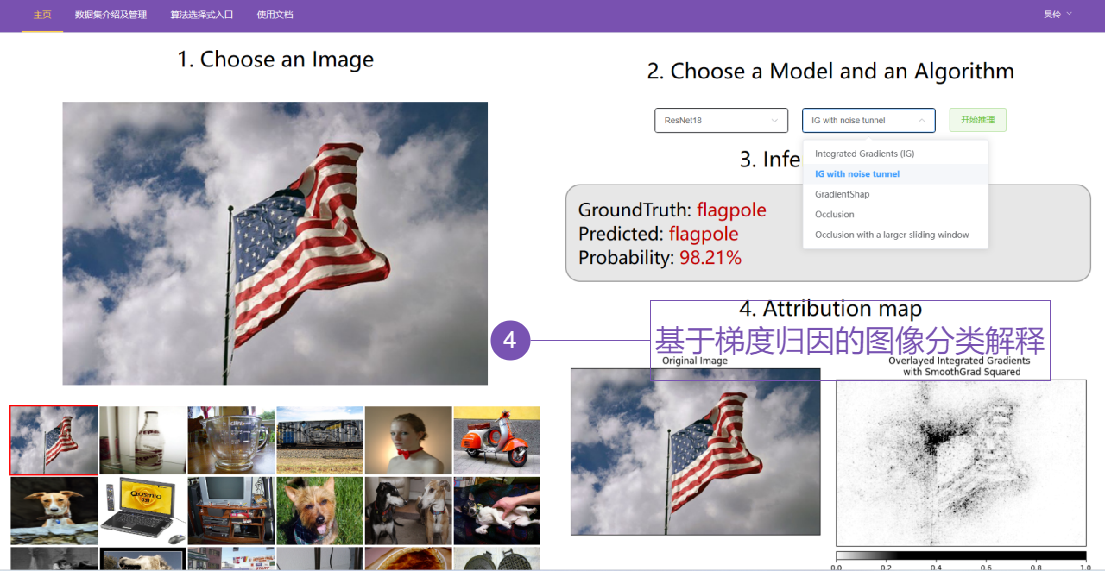 主页 数据集介绍及管理 算法选择式入口 使用文档
1. Choose an Image
2. Choose a Model and an Algorithm
ResNet18 IG with noise tunnel 开始推理
Integrated Gradients (IG)
IG with noise tunnel
GradientShap
Occlusion
Occlusion with a larger sliding window
3. Infe
GroundTruth: flagpole
Predicted: flagpole
Probability: 98.21%
4. Attribution map
4 基于梯度归因的图像分类解释
Original Image
Overlayed Integrated Gradients
with SmoothGrad Squared
0.0 0.2 0.4 0.6 0.8 1.0